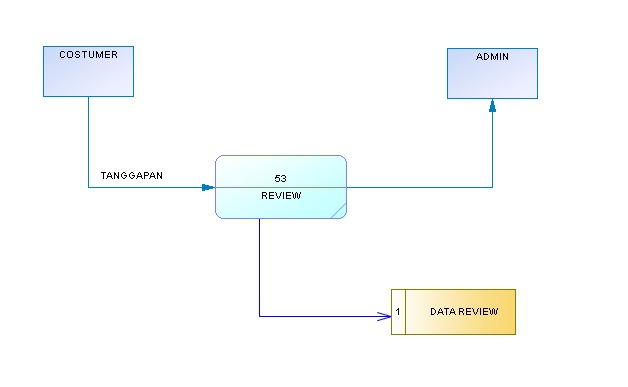 COSTUMER
ADMIN
TANGGAPAN
53
REVIEW
1
DATA REVIEW